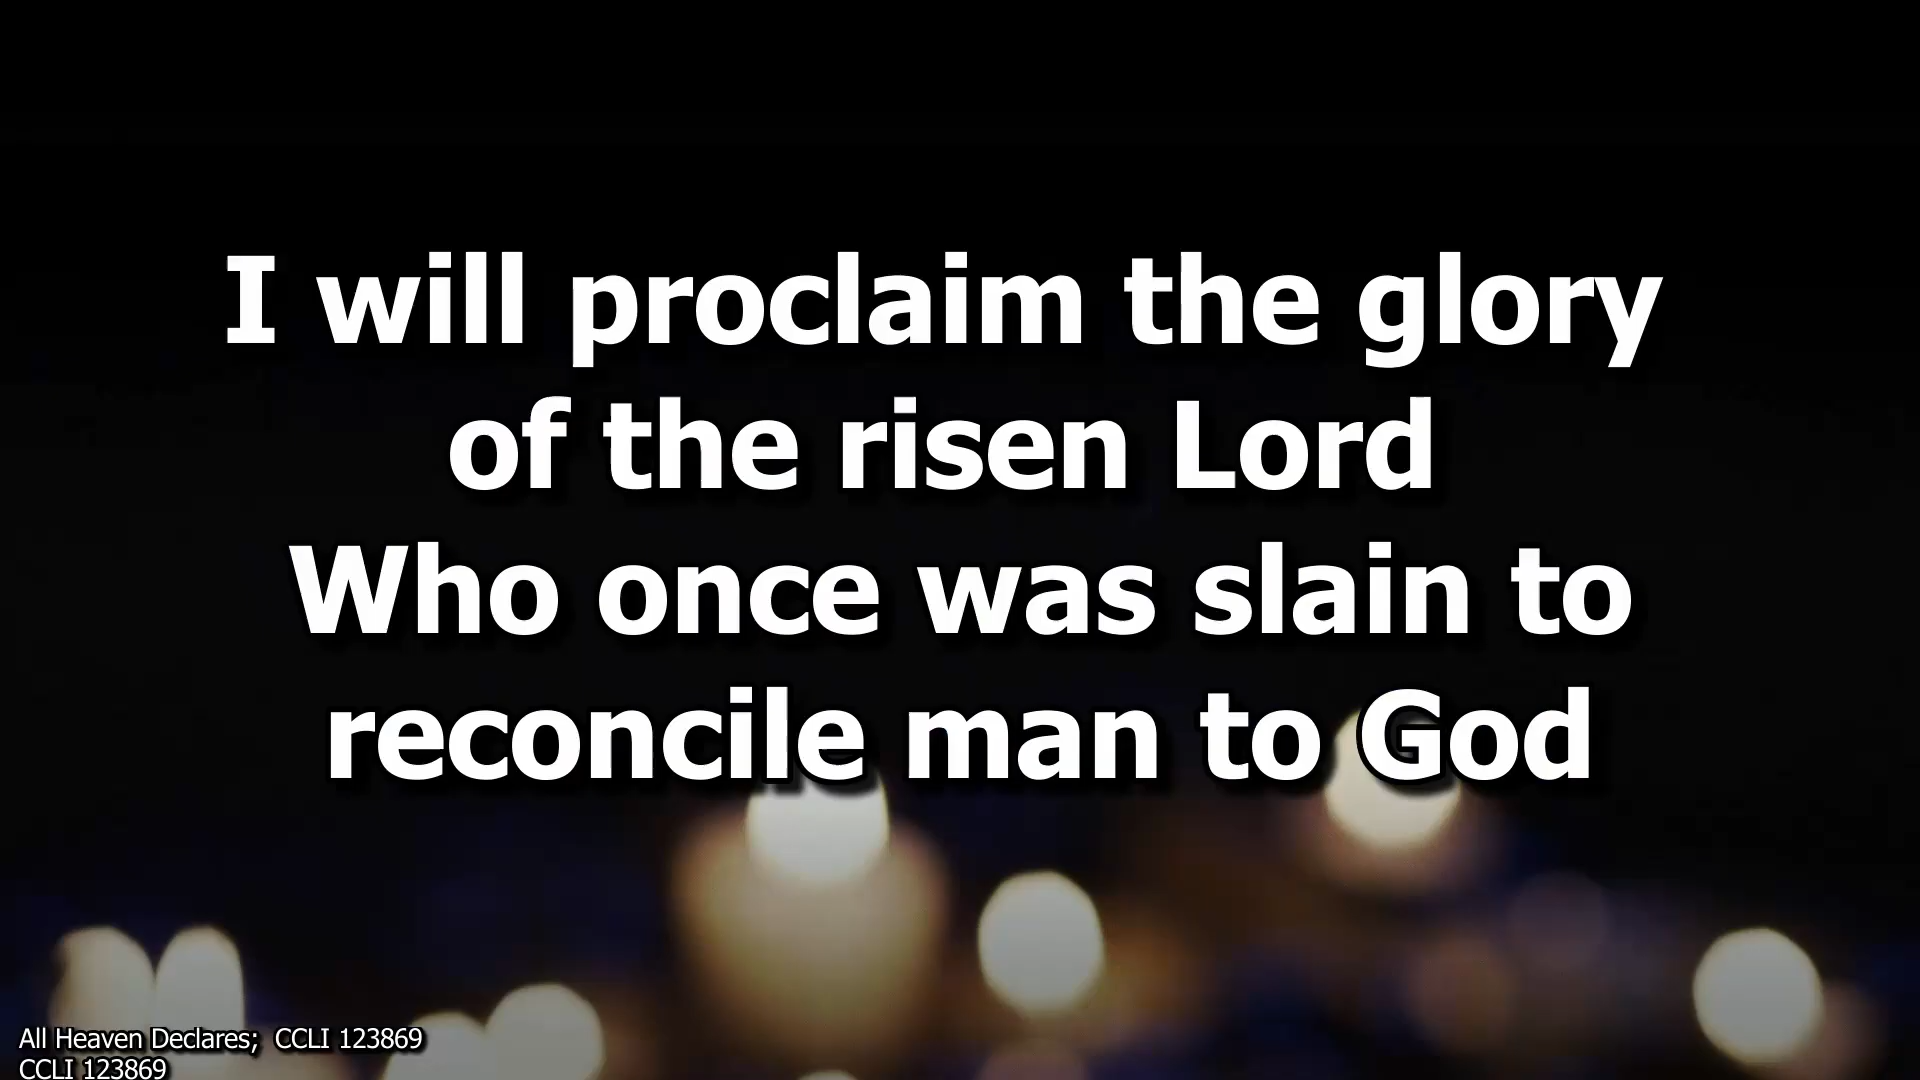 I will proclaim the glory
of the risen Lord
Who once was slain to
reconcile man to God
All Heaven Declares;  CCLI 123869
CCLI 123869